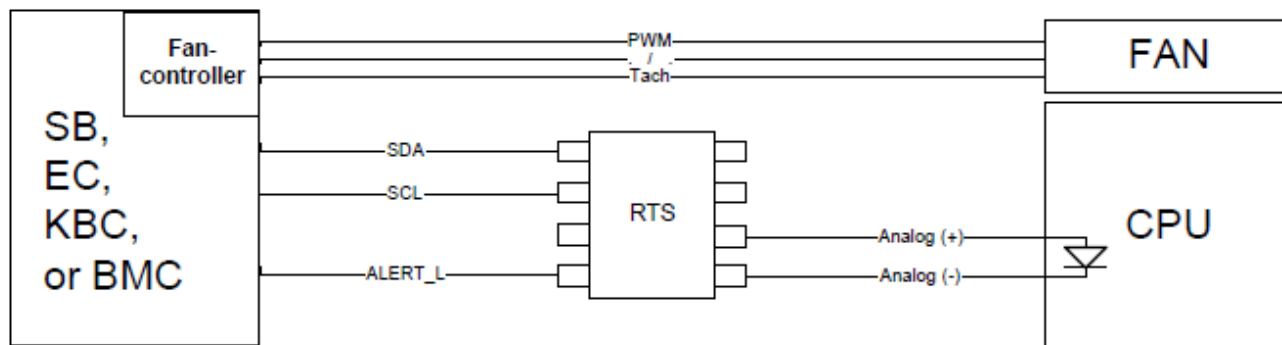 Fan-
controller
PWM
. / .
Tach
FAN
SB,
EC,
KBC,
or BMC
SDA
SCL
ALERT_L
RTS
Analog (+)
Analog (-)
CPU